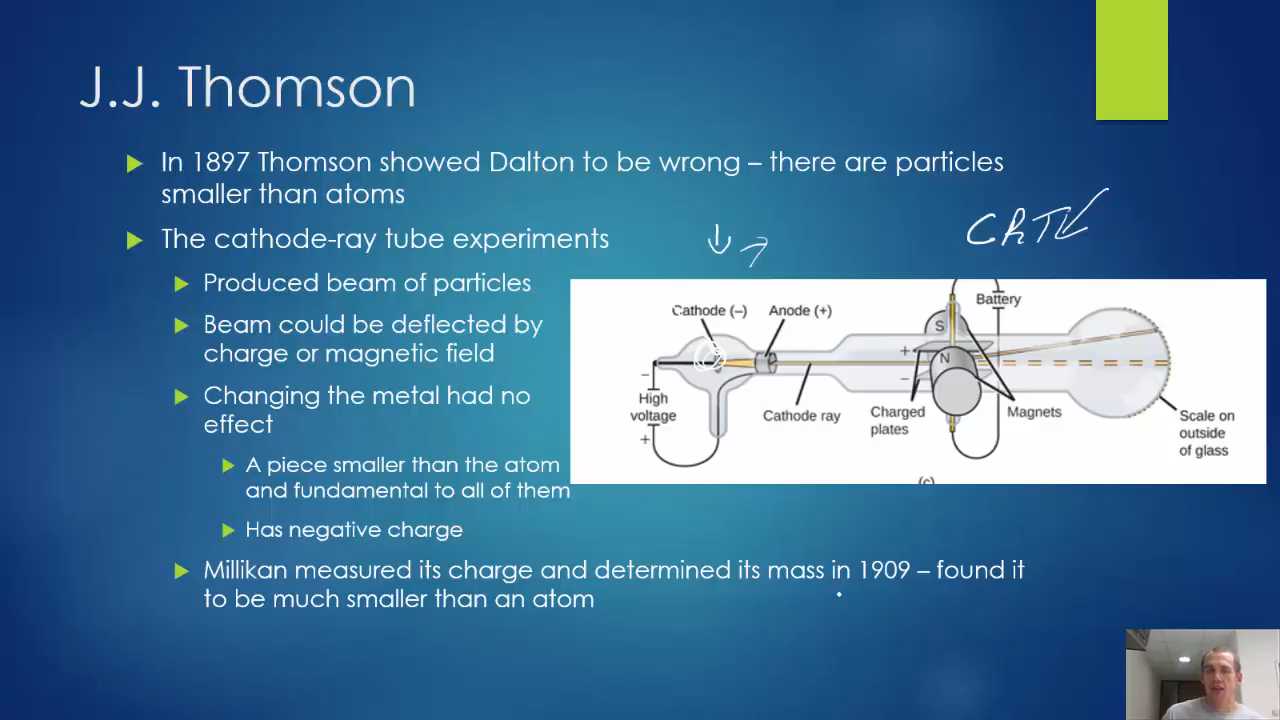 J.J. Thomson
In 1897 Thomson showed Dalton to be wrong – there are particles
smaller than atoms
The cathode-ray tube experiments
Produced beam of particles
Beam could be deflected by
charge or magnetic field
Changing the metal had no
effect
A piece smaller than the atom
and fundamental to all of them
Has negative charge
Millikan measured its charge and determined its mass in 1909 – found it
to be much smaller than an atom
CRT
Cathode (–)
Anode (+)
Battery
S
+
N
–
–
High
voltage
+
Cathode ray
Charged
plates
Magnets
Scale on
outside
of glass
(c)